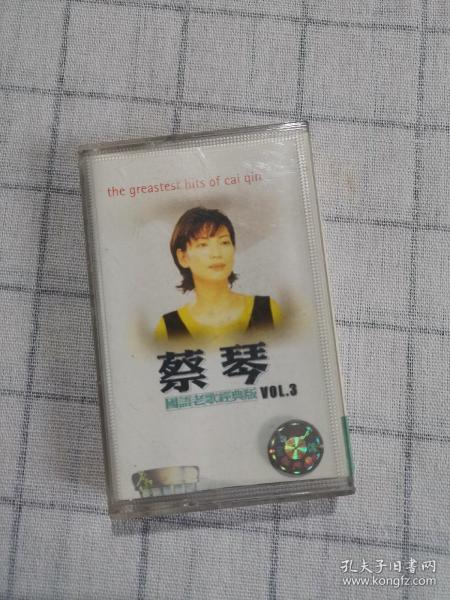 the greastest hits of cai qin
蔡琴
國語老歌經典版 VOL.3
孔夫子旧书网
www.kongfz.com